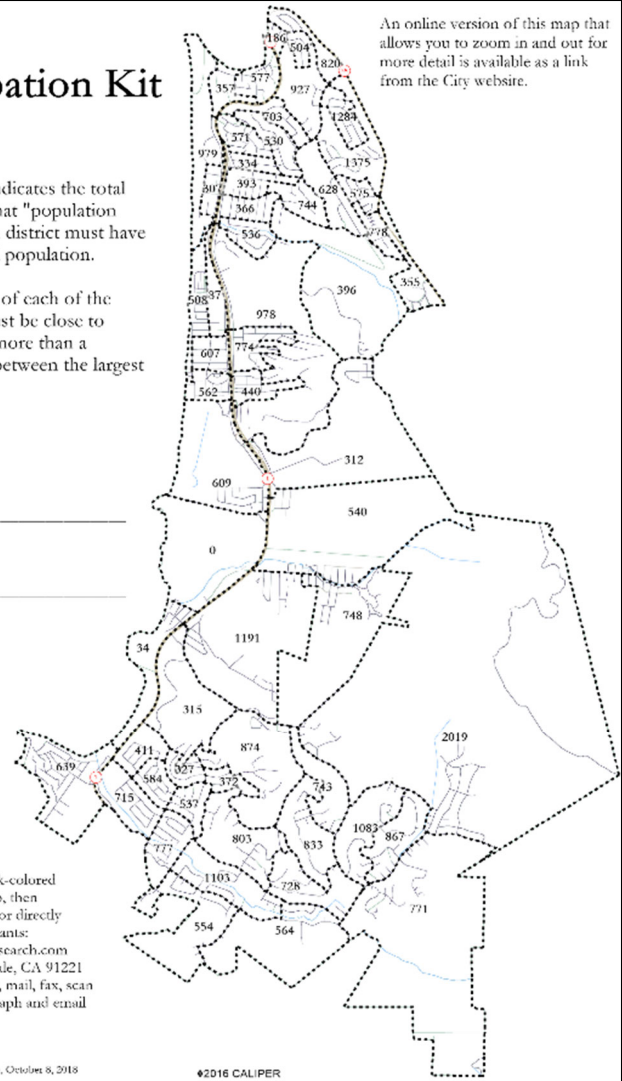 An online version of this map that
allows you to zoom in and out for
more detail is available as a link
from the City website.
pation Kit
ndicates the total
hat "population
district must have
population.
of each of the
st be close to
more than a
between the largest
186
504
820
577
357
927
703
1284
571
530
979
334
1375
393
628
575
366
744
536
778
355
396
508
37
978
774
607
562
440
312
609
540
0
748
34
1191
315
2019
411
874
639
327
584
372
743
715
537
1083
867
803
833
777
1103
728
771
554
564
k-colored
, then
or directly
ants:
search.com
ale, CA 91221
, mail, fax, scan
aph and email
, October 8, 2018
©2016 CALIPER